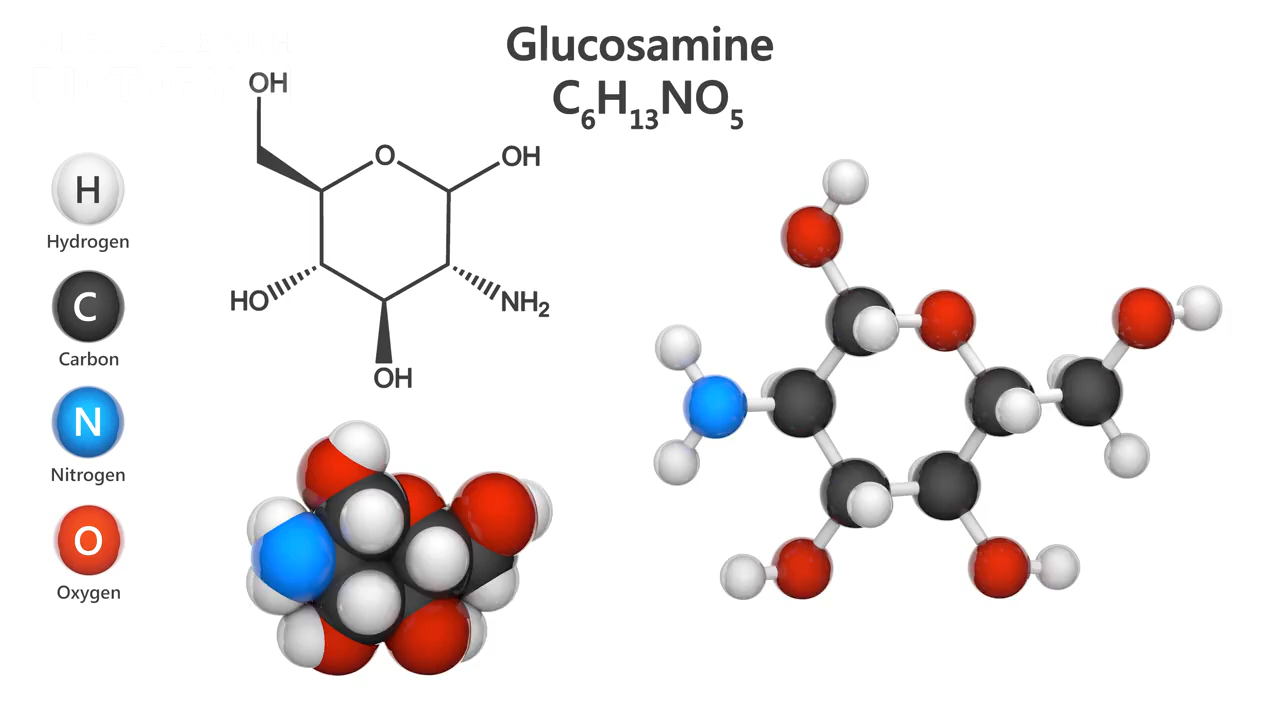 Glucosamine
C₆H₁₃NO₅
OH
O
OH
HO
NH₂
OH
H
Hydrogen
C
Carbon
N
Nitrogen
O
Oxygen